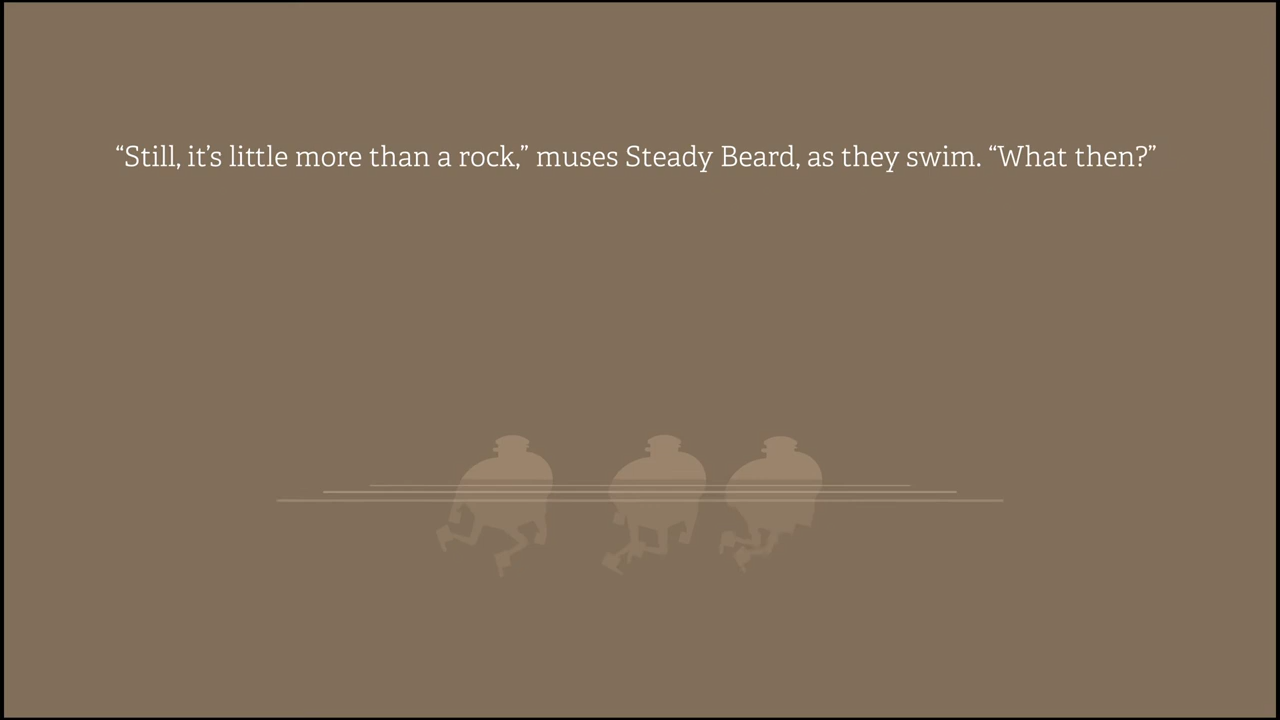 “Still, it’s little more than a rock,” muses Steady Beard, as they swim. “What then?”